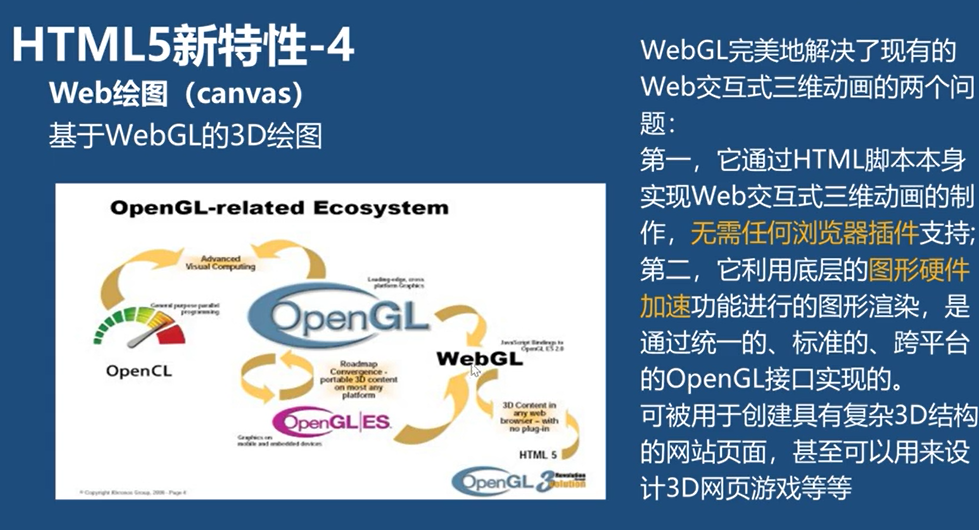 HTML5新特性-4
Web绘图（canvas）
基于WebGL的3D绘图
OpenGL-related Ecosystem
Advanced
Visual Computing
Leading-edge, cross
platform Graphics
General purpose parallel
programming
OpenGL
OpenCL
JavaScript Bindings to
OpenGL ES 2.0
WebGL
Roadmap
Convergence -
portable 3D content
on most any
platform
OpenGL|ES
Graphics on
mobile and embedded devices
3D Content in
any web
browser – with
no plug-in
HTML 5
OpenGL 3
Revolution
Solution
© Copyright Khronos Group, 2009 - Page 4
WebGL完美地解决了现有的
Web交互式三维动画的两个问
题：
第一，它通过HTML脚本本身
实现Web交互式三维动画的制
作，无需任何浏览器插件支持;
第二，它利用底层的图形硬件
加速功能进行的图形渲染，是
通过统一的、标准的、跨平台
的OpenGL接口实现的。
可被用于创建具有复杂3D结构
的网站页面，甚至可以用来设
计3D网页游戏等等